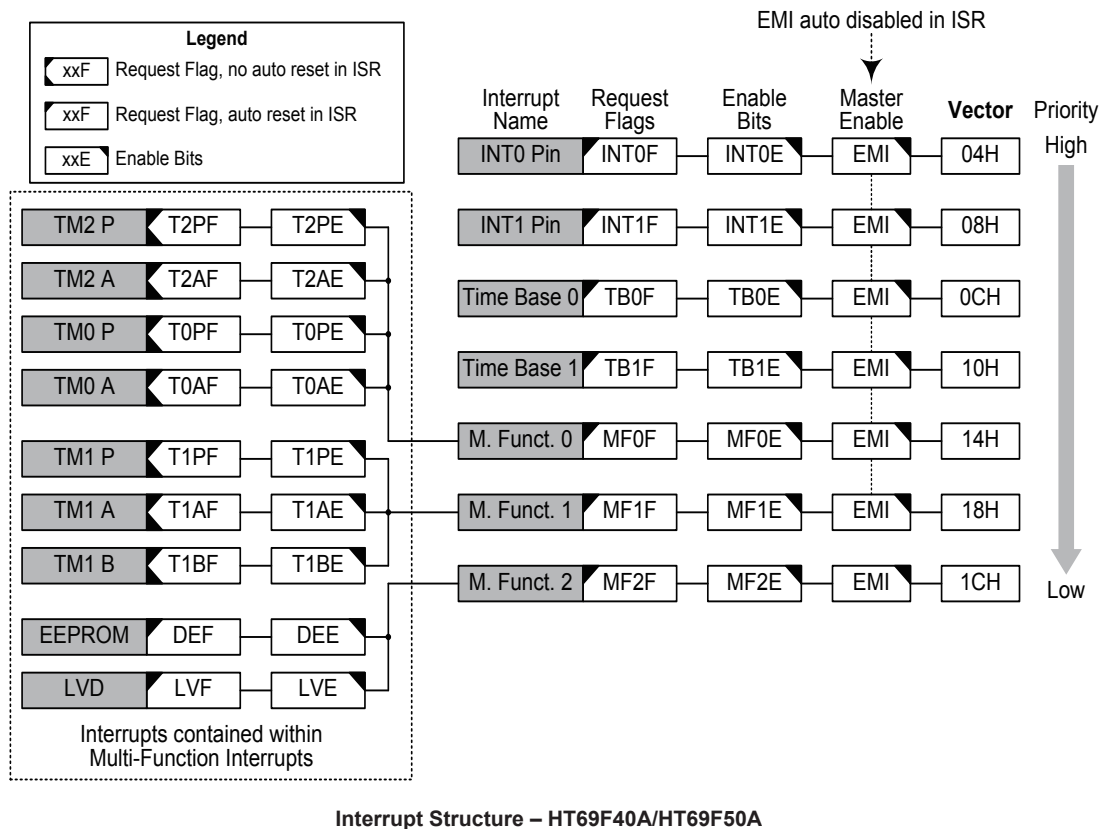 EMI auto disabled in ISR
Legend
xxF Request Flag, no auto reset in ISR
xxF Request Flag, auto reset in ISR
xxE Enable Bits
Interrupt Name Request Flags Enable Bits Master Enable Vector Priority
High
INT0 Pin INT0F INT0E EMI 04H
INT1 Pin INT1F INT1E EMI 08H
Time Base 0 TB0F TB0E EMI 0CH
Time Base 1 TB1F TB1E EMI 10H
M. Funct. 0 MF0F MF0E EMI 14H
M. Funct. 1 MF1F MF1E EMI 18H
M. Funct. 2 MF2F MF2E EMI 1CH
Low
TM2 P T2PF T2PE
TM2 A T2AF T2AE
TM0 P T0PF T0PE
TM0 A T0AF T0AE
TM1 P T1PF T1PE
TM1 A T1AF T1AE
TM1 B T1BF T1BE
EEPROM DEF DEE
LVD LVF LVE
Interrupts contained within
Multi-Function Interrupts
Interrupt Structure – HT69F40A/HT69F50A